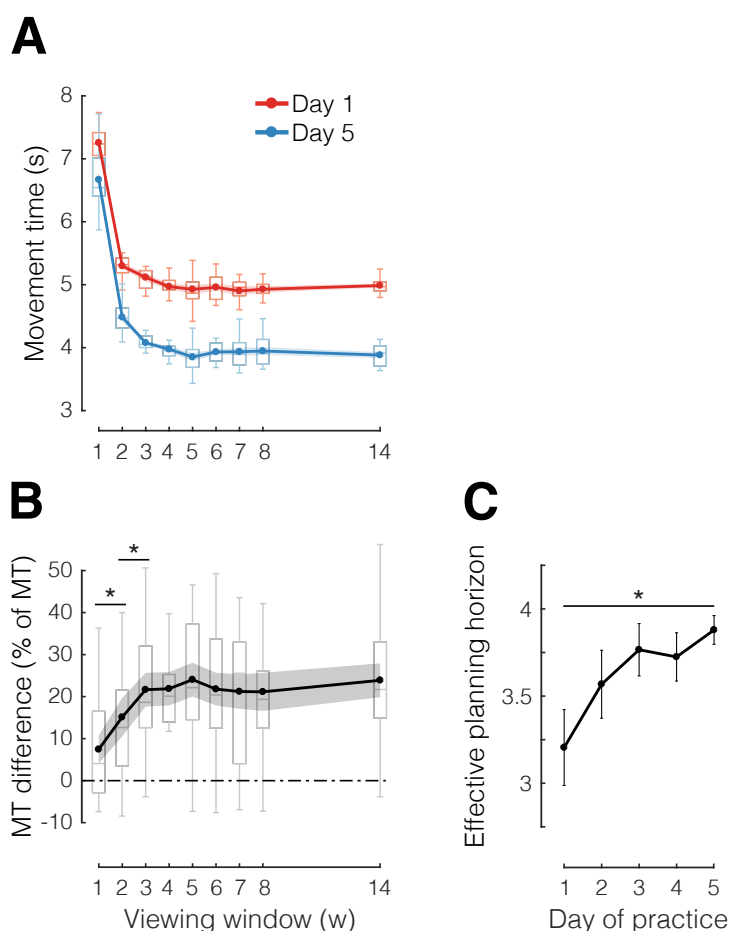 A
Movement time (s)
8
7
6
5
4
3
Day 1
Day 5
1 2 3 4 5 6 7 8 14
B
MT difference (% of MT)
50
40
30
20
10
0
-10
*
*
1 2 3 4 5 6 7 8 14
Viewing window (w)
C
Effective planning horizon
4
3.5
3
*
1 2 3 4 5
Day of practice